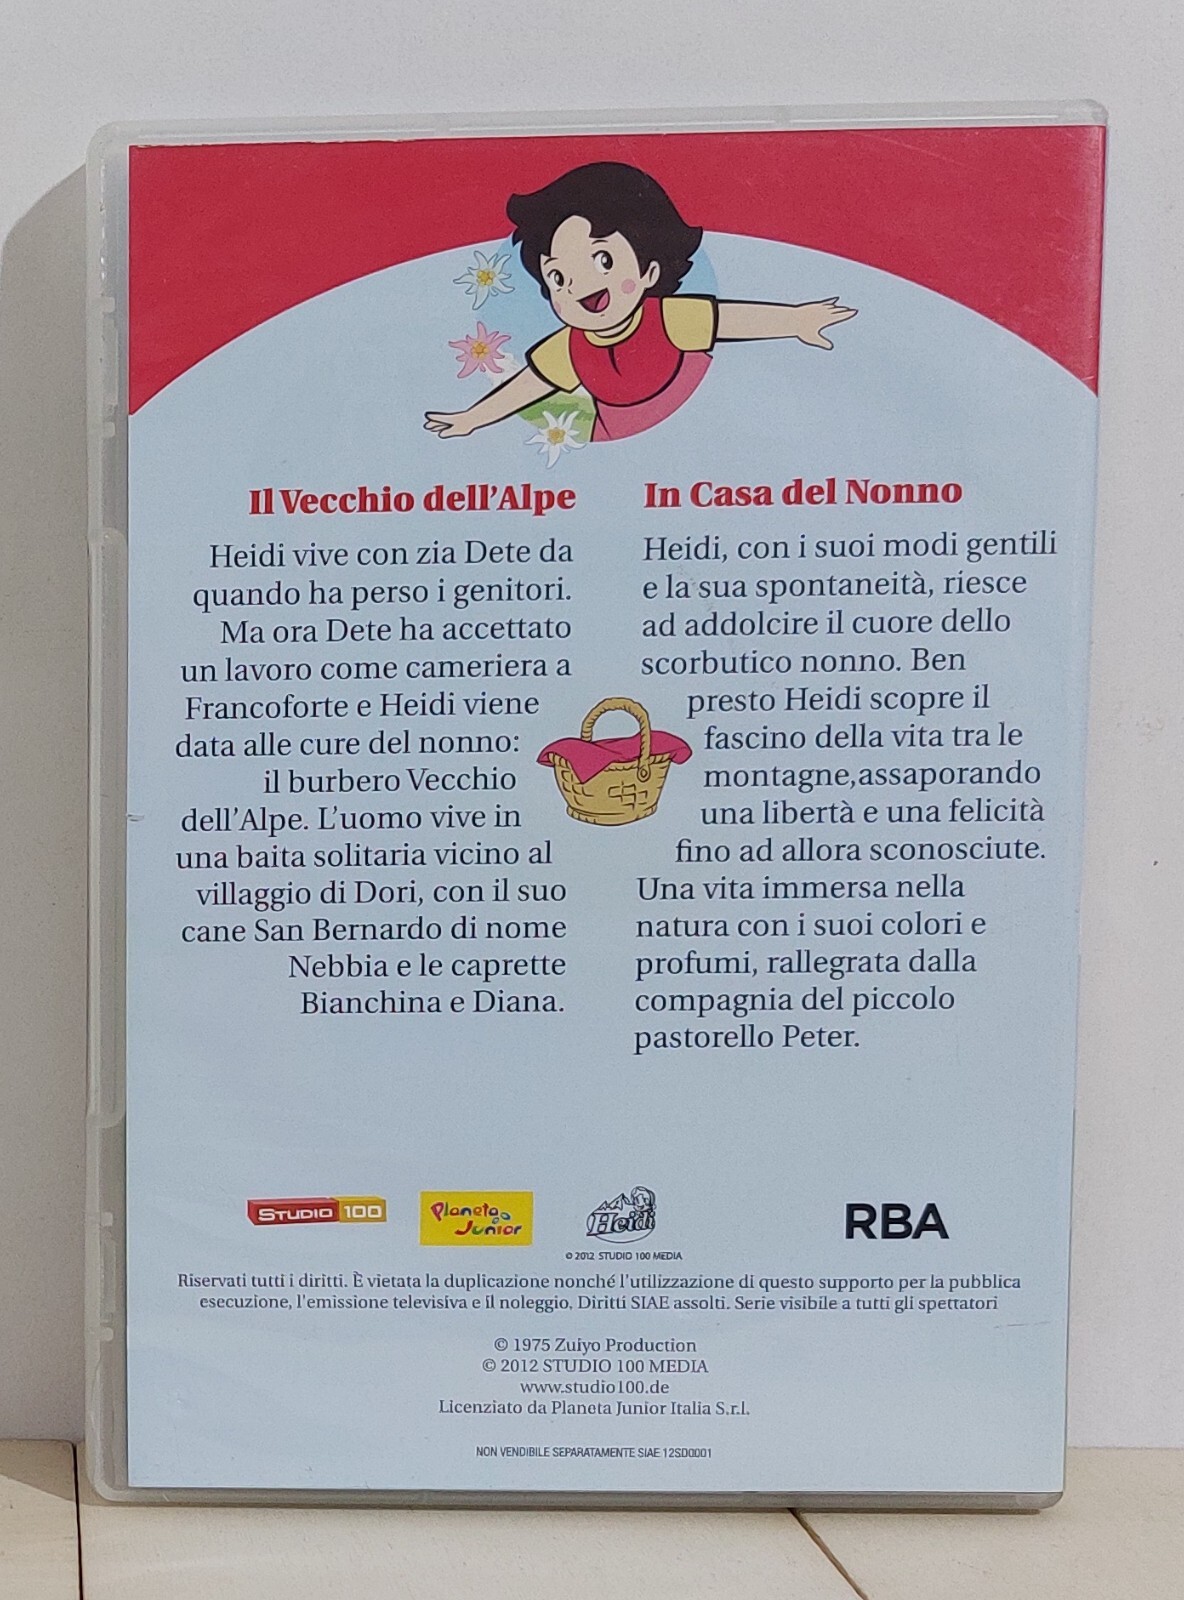 Il Vecchio dell'Alpe
Heidi vive con zia Dete da
quando ha perso i genitori.
Ma ora Dete ha accettato
un lavoro come cameriera a
Francoforte e Heidi viene
data alle cure del nonno:
il burbero Vecchio
dell'Alpe. L'uomo vive in
una baita solitaria vicino al
villaggio di Dori, con il suo
cane San Bernardo di nome
Nebbia e le caprette
Bianchina e Diana.
In Casa del Nonno
Heidi, con i suoi modi gentili
e la sua spontaneità, riesce
ad addolcire il cuore dello
scorbutico nonno. Ben
presto Heidi scopre il
fascino della vita tra le
montagne,assaporando
una libertà e una felicità
fino ad allora sconosciute.
Una vita immersa nella
natura con i suoi colori e
profumi, rallegrata dalla
compagnia del piccolo
pastorello Peter.
STUDIO 100
Planeta
Junior
Heidi
© 2012 STUDIO 100 MEDIA
RBA
Riservati tutti i diritti. È vietata la duplicazione nonché l'utilizzazione di questo supporto per la pubblica
esecuzione, l'emissione televisiva e il noleggio. Diritti SIAE assolti. Serie visibile a tutti gli spettatori
© 1975 Zuiyo Production
© 2012 STUDIO 100 MEDIA
www.studio100.de
Licenziato da Planeta Junior Italia S.r.l.
NON VENDIBILE SEPARATAMENTE SIAE 12SD0001